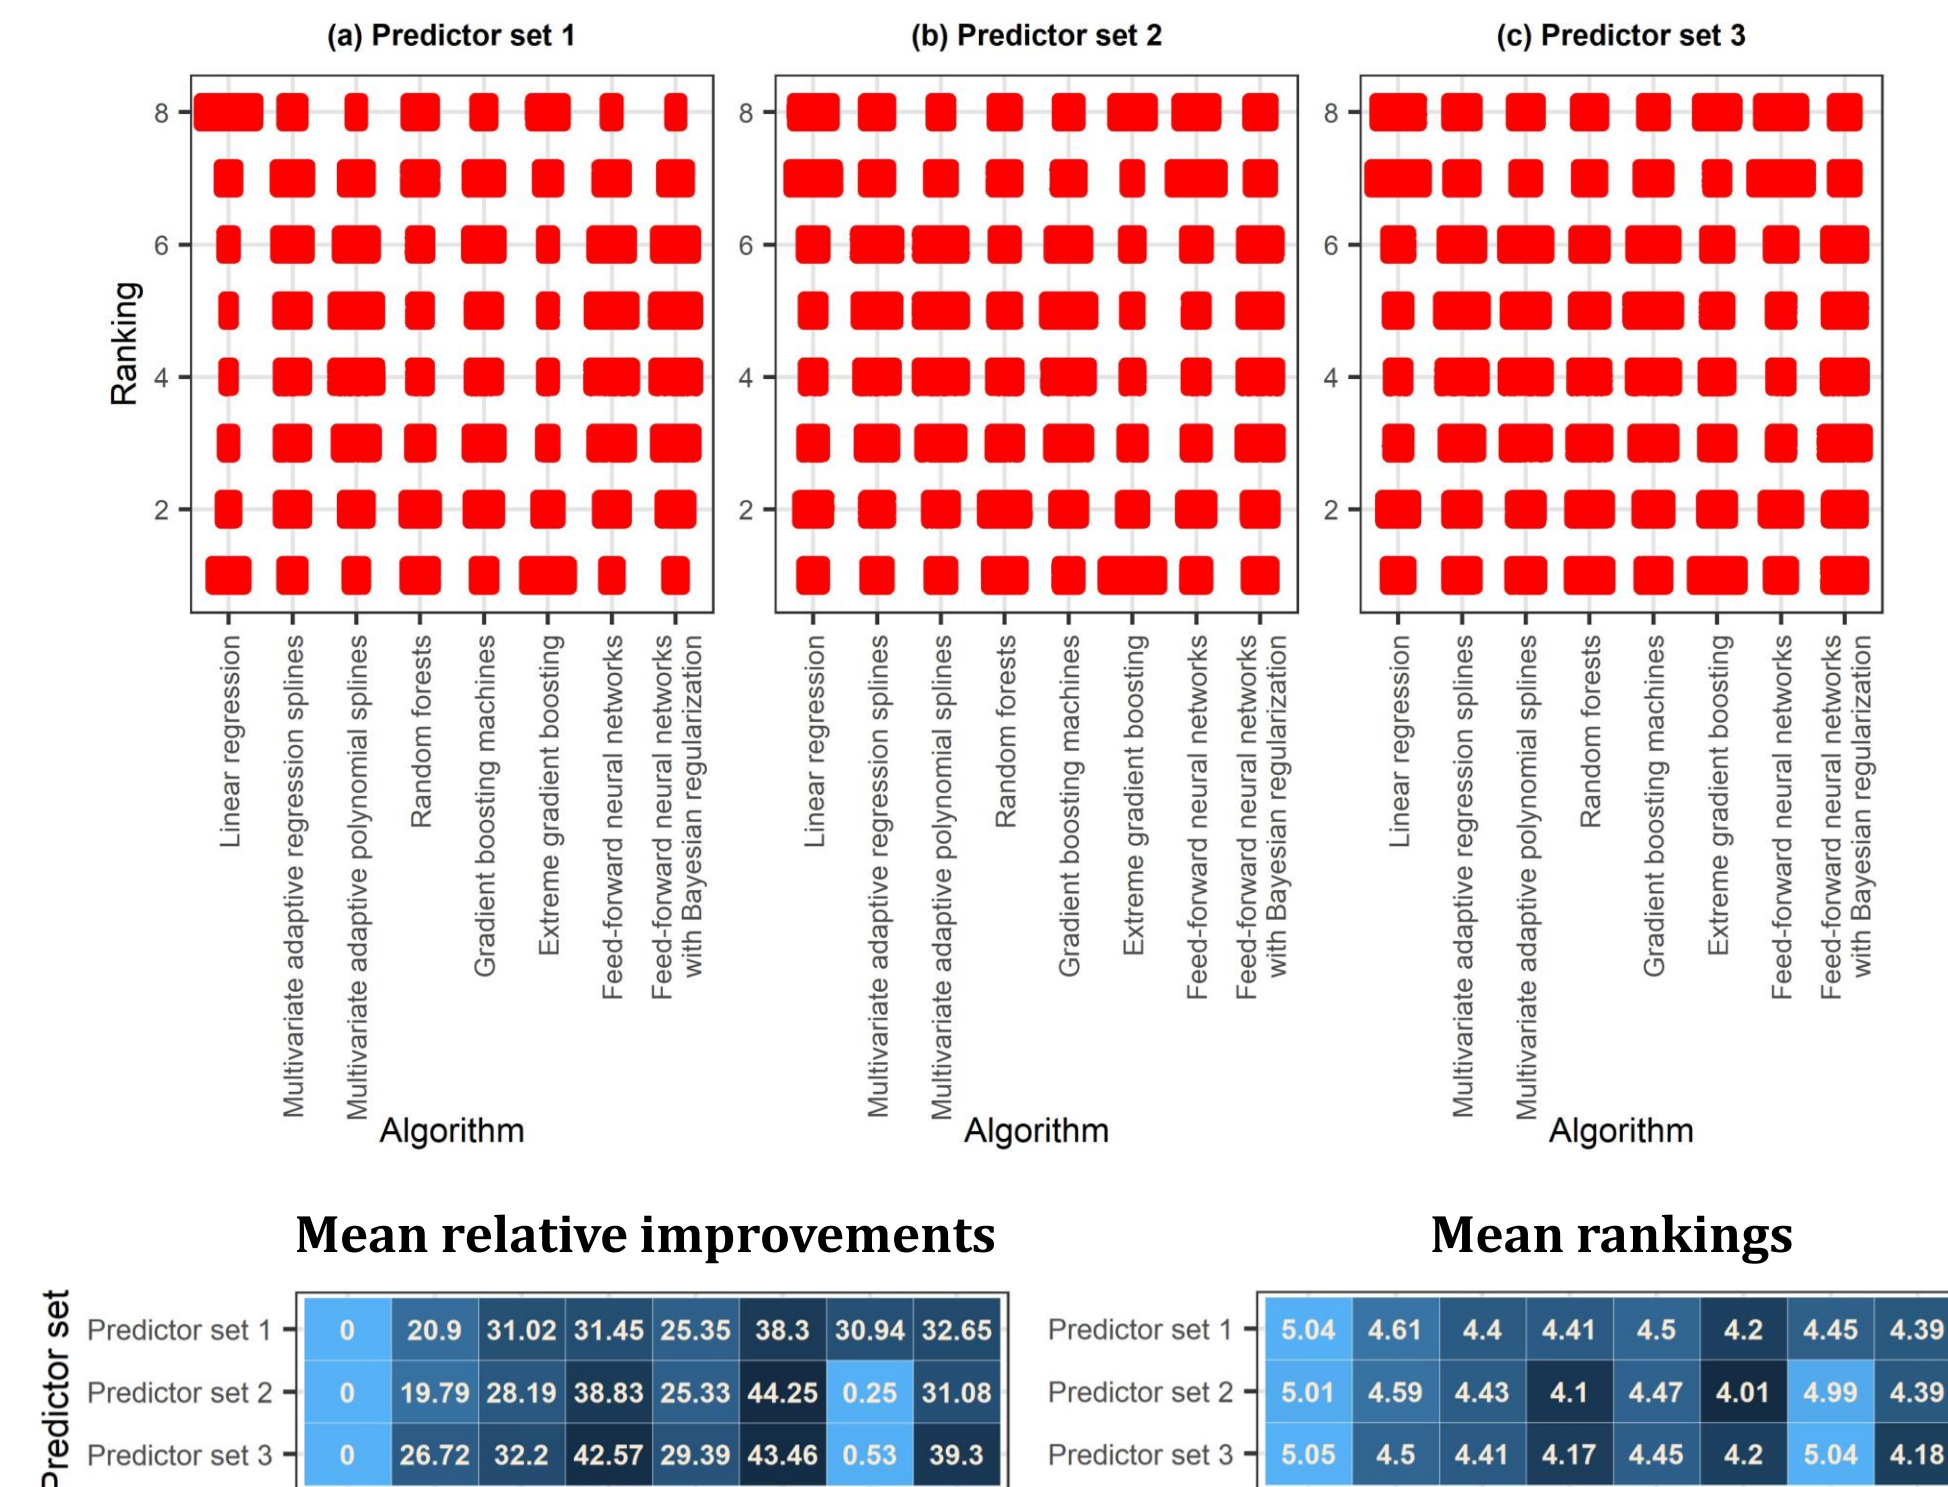 (a) Predictor set 1
(b) Predictor set 2
(c) Predictor set 3
Ranking
8
6
4
2
8
6
4
2
8
6
4
2
Linear regression
Multivariate adaptive regression splines
Multivariate adaptive polynomial splines
Random forests
Gradient boosting machines
Extreme gradient boosting
Feed-forward neural networks
Feed-forward neural networks
with Bayesian regularization
Linear regression
Multivariate adaptive regression splines
Multivariate adaptive polynomial splines
Random forests
Gradient boosting machines
Extreme gradient boosting
Feed-forward neural networks
Feed-forward neural networks
with Bayesian regularization
Linear regression
Multivariate adaptive regression splines
Multivariate adaptive polynomial splines
Random forests
Gradient boosting machines
Extreme gradient boosting
Feed-forward neural networks
Feed-forward neural networks
with Bayesian regularization
Algorithm
Algorithm
Algorithm
Mean relative improvements
Predictor set
Predictor set 1 0 20.9 31.02 31.45 25.35 38.3 30.94 32.65
Predictor set 2 0 19.79 28.19 38.83 25.33 44.25 0.25 31.08
Predictor set 3 0 26.72 32.2 42.57 29.39 43.46 0.53 39.3
Mean rankings
Predictor set 1 5.04 4.61 4.4 4.41 4.5 4.2 4.45 4.39
Predictor set 2 5.01 4.59 4.43 4.1 4.47 4.01 4.99 4.39
Predictor set 3 5.05 4.5 4.41 4.17 4.45 4.2 5.04 4.18